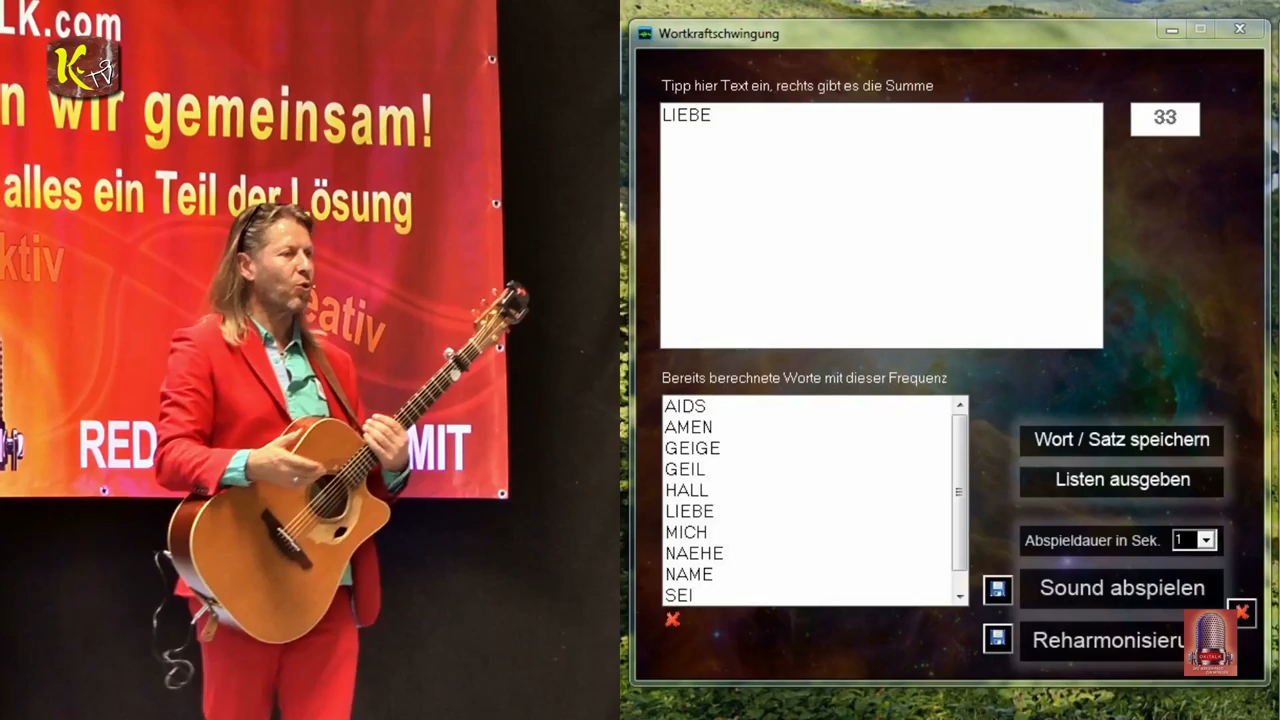 LK.com
K TV
n wir gemeinsam!
alles ein Teil der Lösung
ktiv
eativ
RED
MIT
Wortkraftschwingung
Tipp hier Text ein, rechts gibt es die Summe
LIEBE
33
Bereits berechnete Worte mit dieser Frequenz
AIDS
AMEN
GEIGE
GEIL
HALL
LIEBE
MICH
NAEHE
NAME
SEI
Wort / Satz speichern
Listen ausgeben
Abspieldauer in Sek. 1
Sound abspielen
Reharmonisieru
OKiTALK